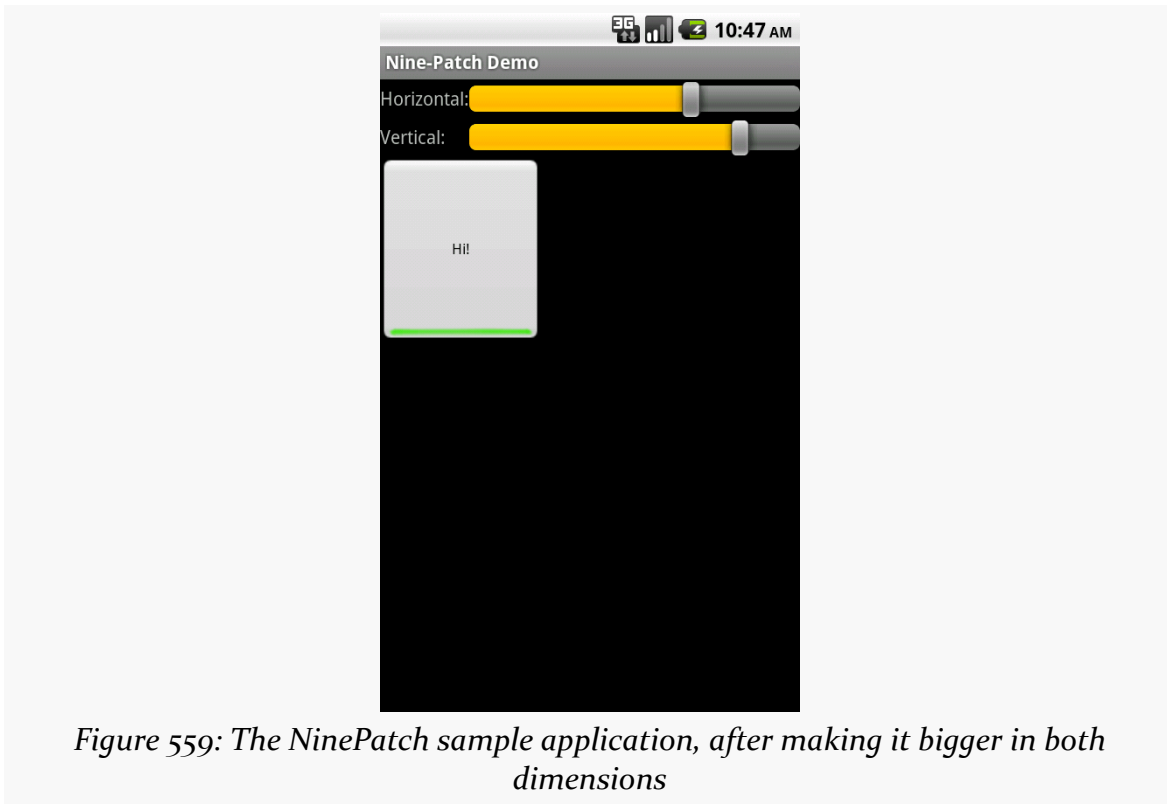 3G 10:47 AM
Nine-Patch Demo
Horizontal:
Vertical:
Hi!
Figure 559: The NinePatch sample application, after making it bigger in both
dimensions